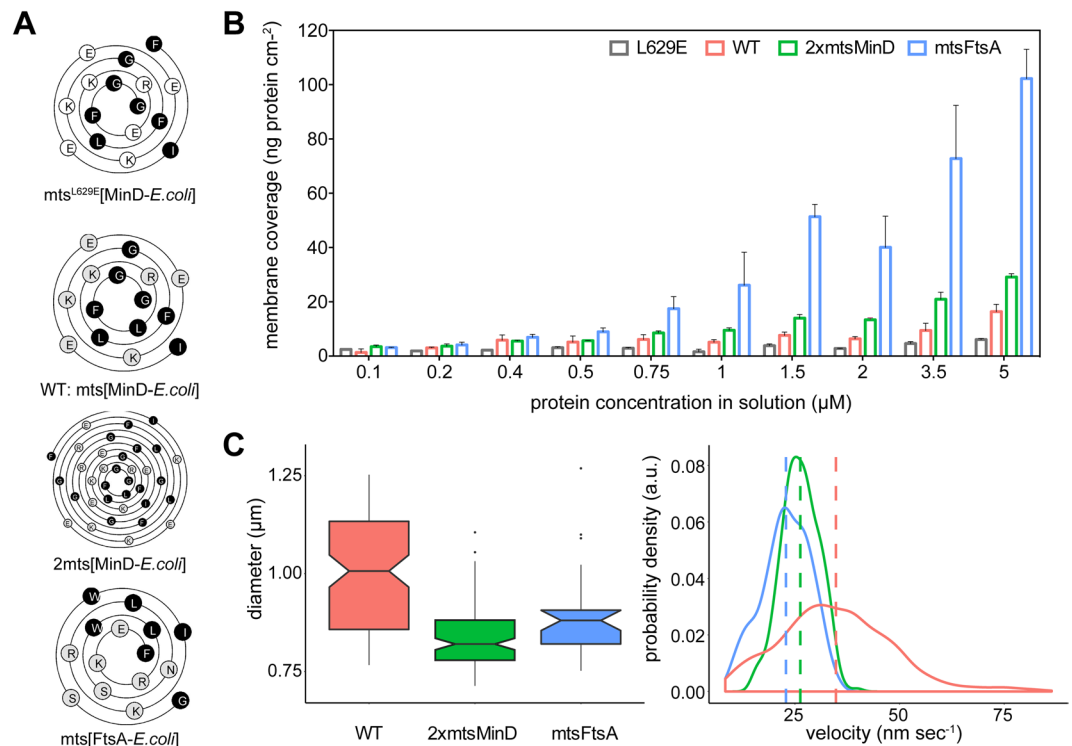 A
E F
G
K G R E
K G
F F
L E
E K I
mtsL629E[MinD-E.coli]
E G
K G R E
K G
F L F
L
E K I
WT: mts[MinD-E.coli]
2mts[MinD-E.coli]
W L
W E L I
R F
K N
S S R
K G
mts[FtsA-E.coli]
B
L629E WT 2xmtsMinD mtsFtsA
membrane coverage (ng protein cm-2)
120
100
80
60
40
20
0
0.1 0.2 0.4 0.5 0.75 1 1.5 2 3.5 5
protein concentration in solution (µM)
C
diameter (µm)
1.25
1.00
0.75
WT 2xmtsMinD mtsFtsA
probability density (a.u.)
0.08
0.06
0.04
0.02
0.00
25 50 75
velocity (nm sec-1)